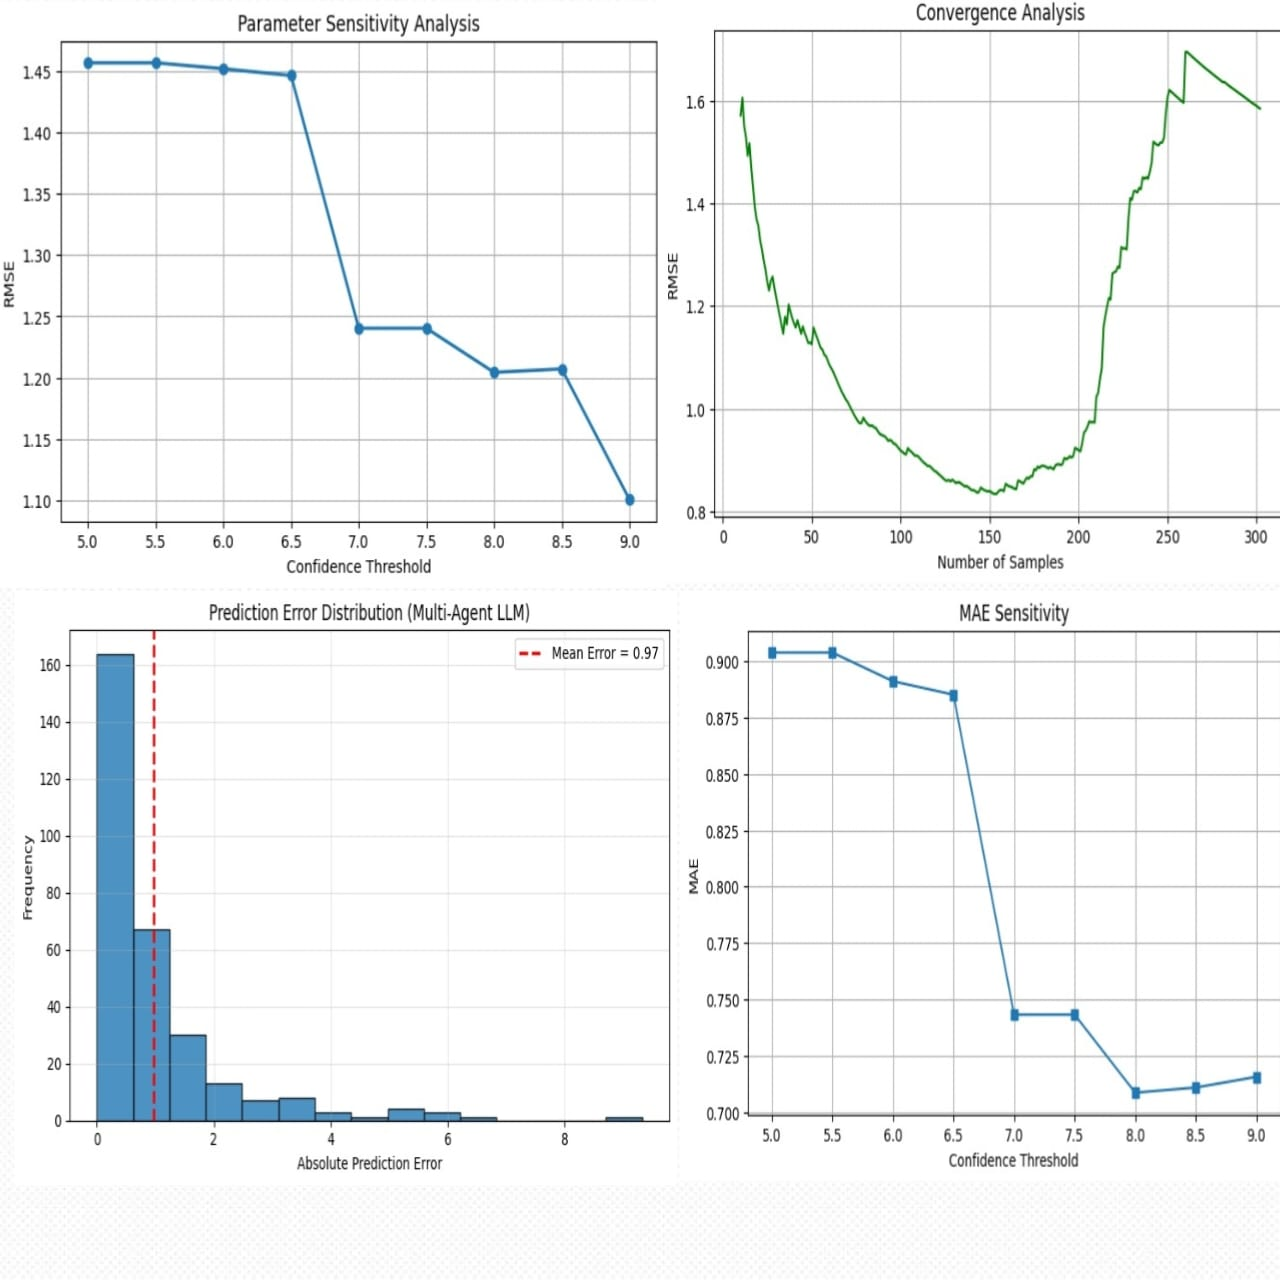 Parameter Sensitivity Analysis
1.45
1.40
1.35
1.30
1.25
1.20
1.15
1.10
RMSE
5.0 5.5 6.0 6.5 7.0 7.5 8.0 8.5 9.0
Confidence Threshold
Convergence Analysis
1.6
1.4
1.2
1.0
0.8
RMSE
0 50 100 150 200 250 300
Number of Samples
Prediction Error Distribution (Multi-Agent LLM)
Mean Error = 0.97
160
140
120
100
80
60
40
20
0
Frequency
0 2 4 6 8
Absolute Prediction Error
MAE Sensitivity
0.900
0.875
0.850
0.825
0.800
0.775
0.750
0.725
0.700
MAE
5.0 5.5 6.0 6.5 7.0 7.5 8.0 8.5 9.0
Confidence Threshold